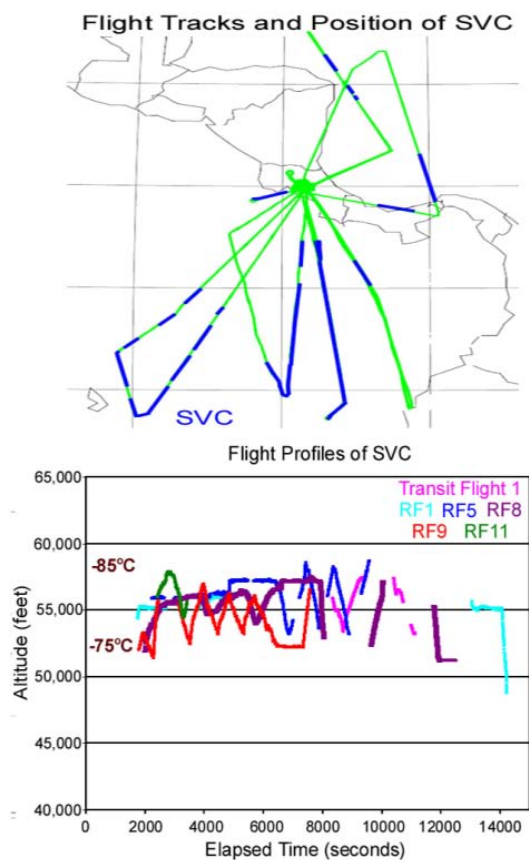 Flight Tracks and Position of SVC
SVC
Flight Profiles of SVC
65,000
60,000
55,000
50,000
45,000
40,000
Altitude (feet)
Transit Flight 1
RF1 RF5 RF8
RF9 RF11
-85ºC
-75ºC
0 2000 4000 6000 8000 10000 12000 14000
Elapsed Time (seconds)